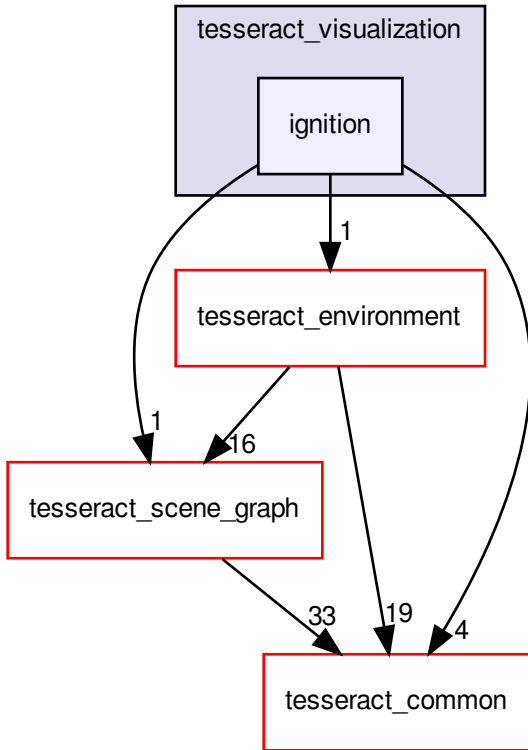 tesseract_visualization
ignition
1
tesseract_environment
1
16
tesseract_scene_graph
33
19
4
tesseract_common